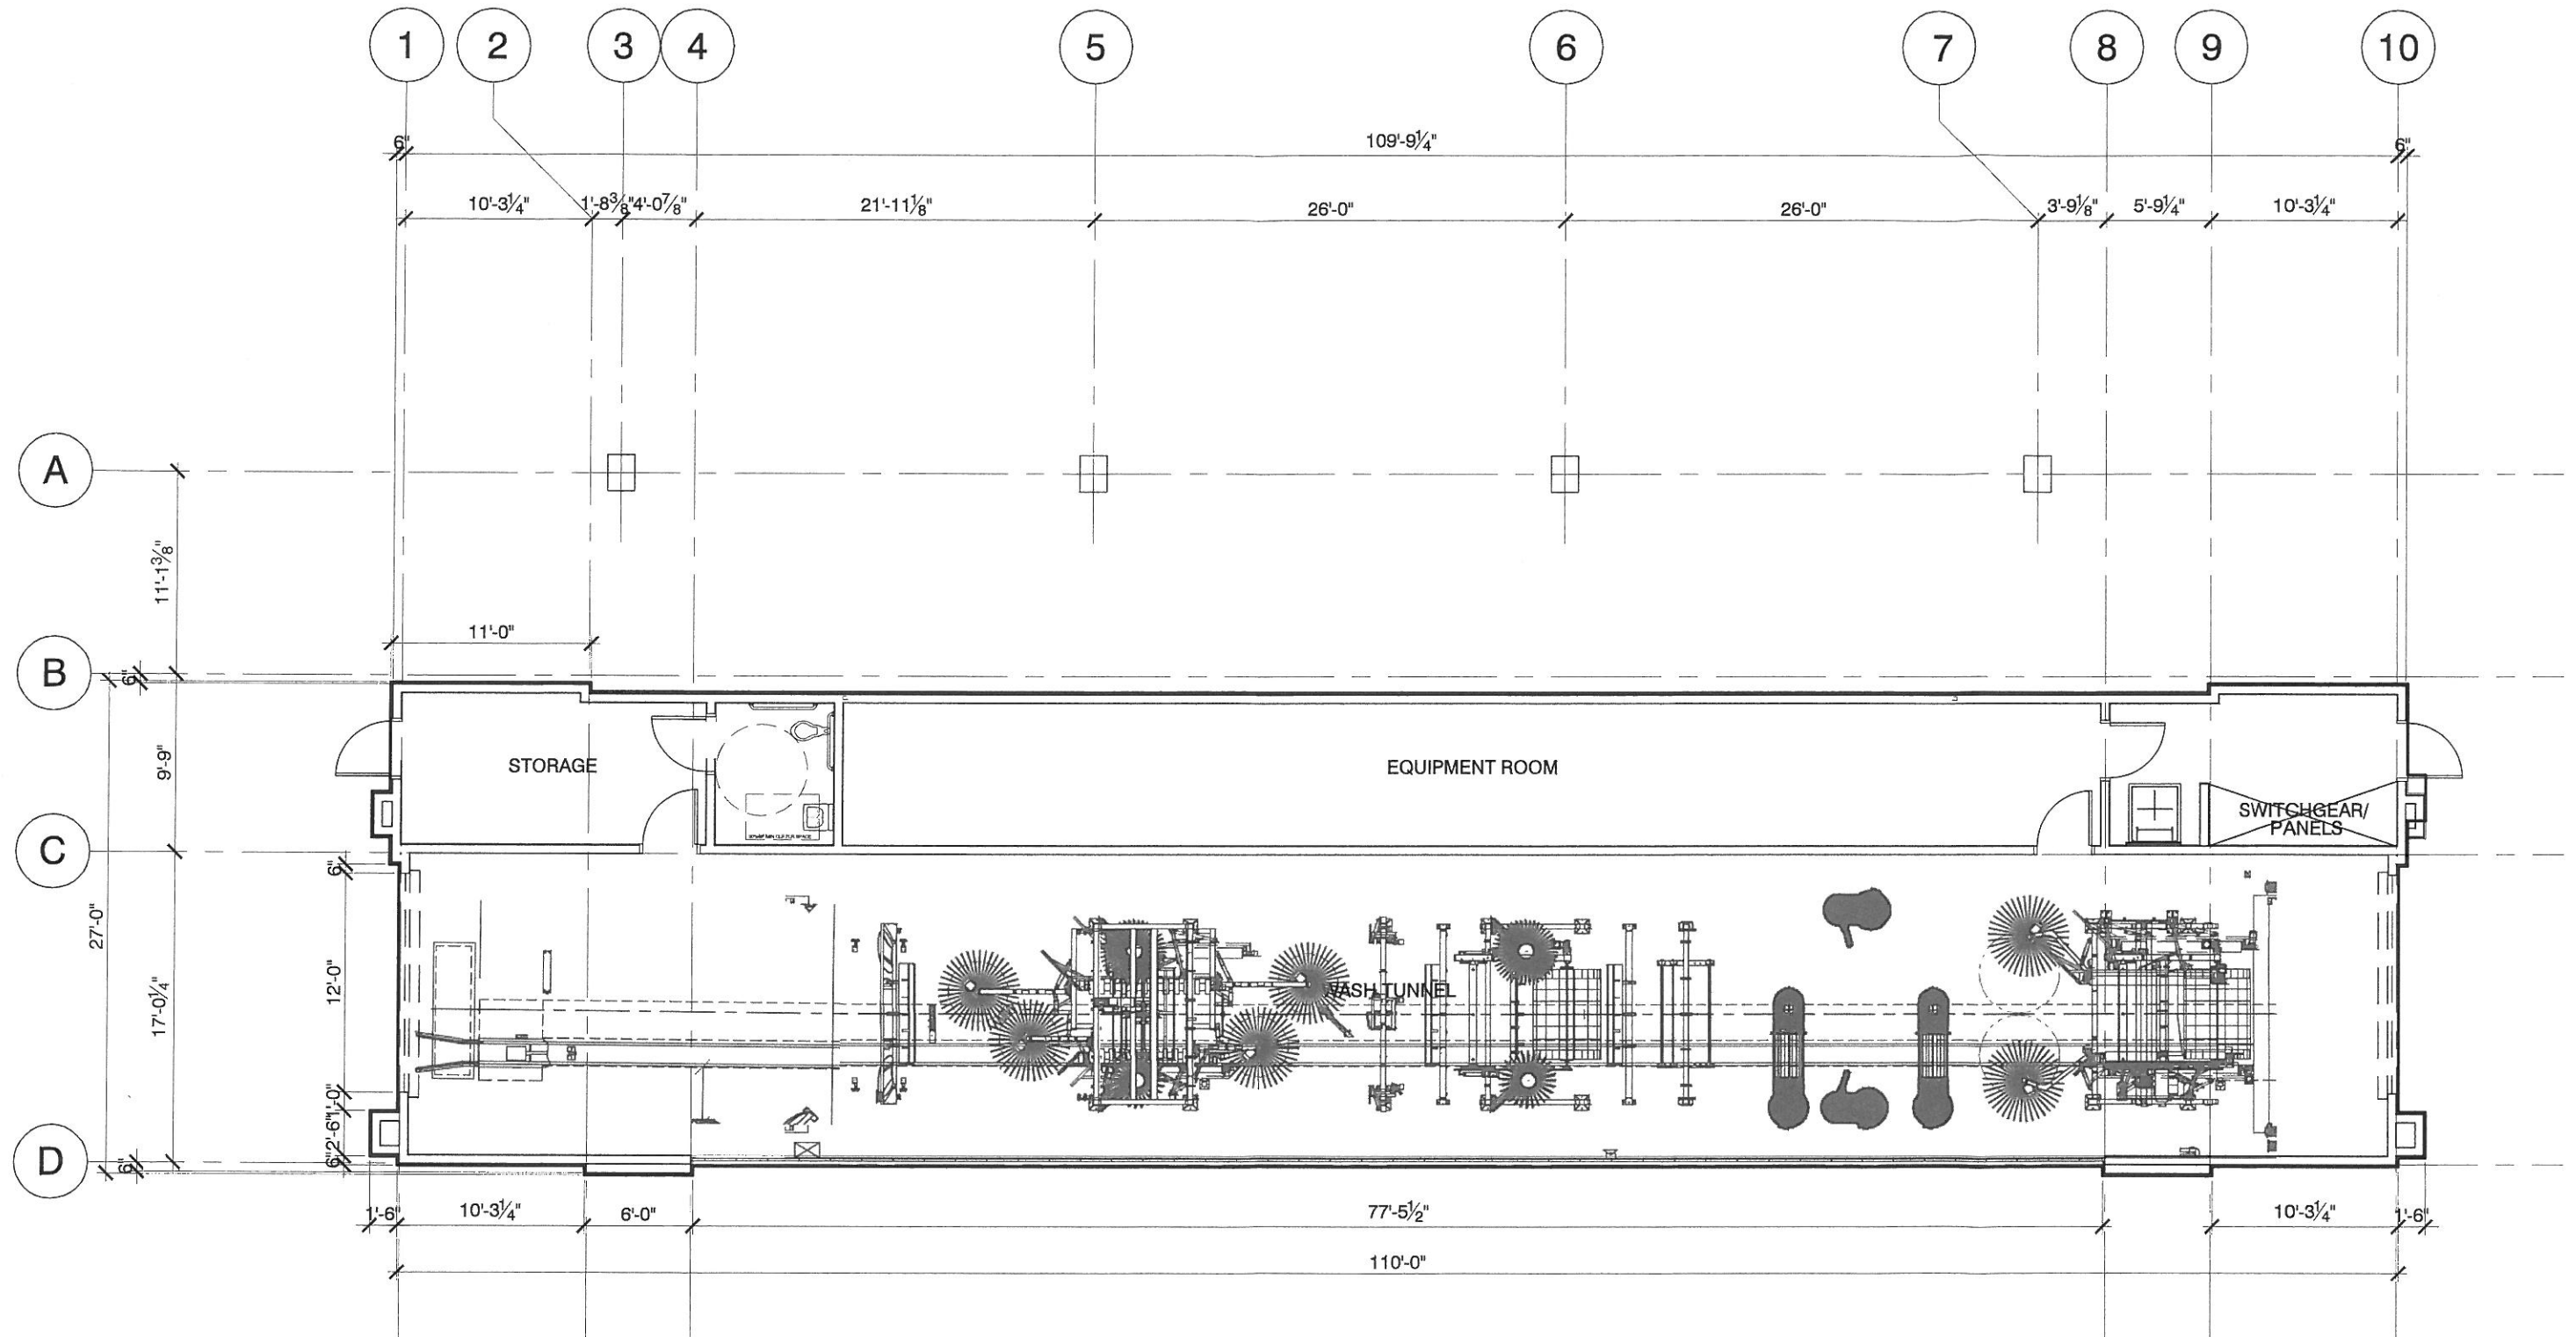 1 2 3 4 5 6 7 8 9 10
6" 109'-9¼" 6"
10'-3¼" 1'-8⅜" 4'-0⅞" 21'-11⅛" 26'-0" 26'-0" 3'-9⅛" 5'-9¼" 10'-3¼"
A
11'-1⅜"
11'-0"
B
6" 6"
9'-9"
STORAGE
EQUIPMENT ROOM
SWITCHGEAR/
PANELS
C
6"
27'-0"
17'-0¼"
12'-0"
WASH TUNNEL
1'-0"
2'-6"
6"
D
6"
1'-6" 10'-3¼" 6'-0" 77'-5½" 10'-3¼" 1'-6"
110'-0"